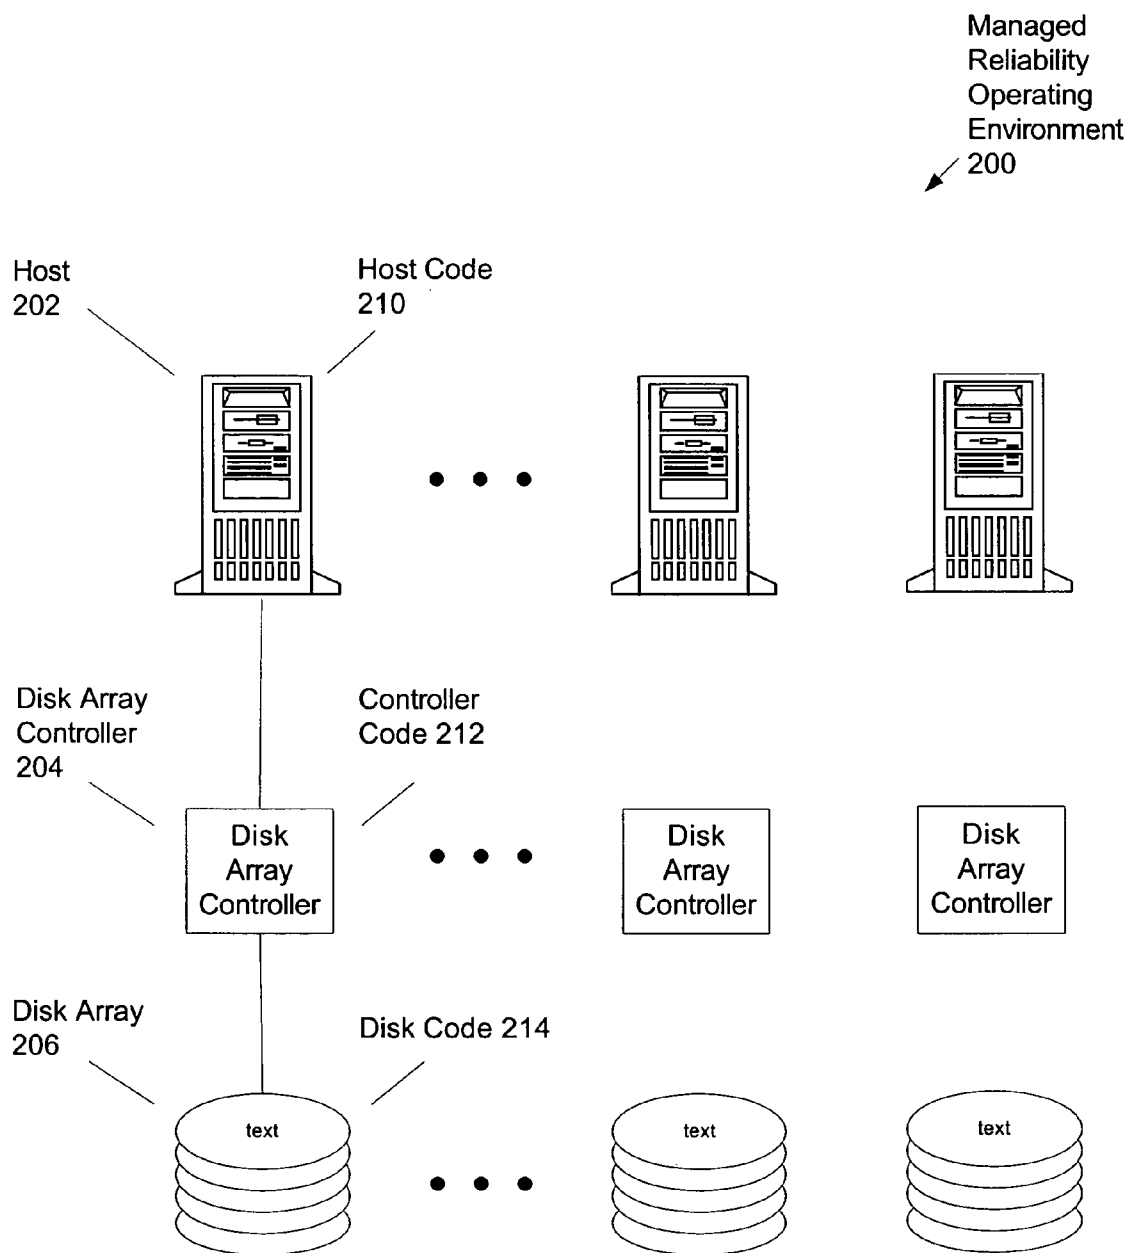 Managed
Reliability
Operating
Environment
200
Host
202
Host Code
210
Disk Array
Controller
204
Controller
Code 212
Disk
Array
Controller
Disk
Array
Controller
Disk
Array
Controller
Disk Array
206
Disk Code 214
text
text
text